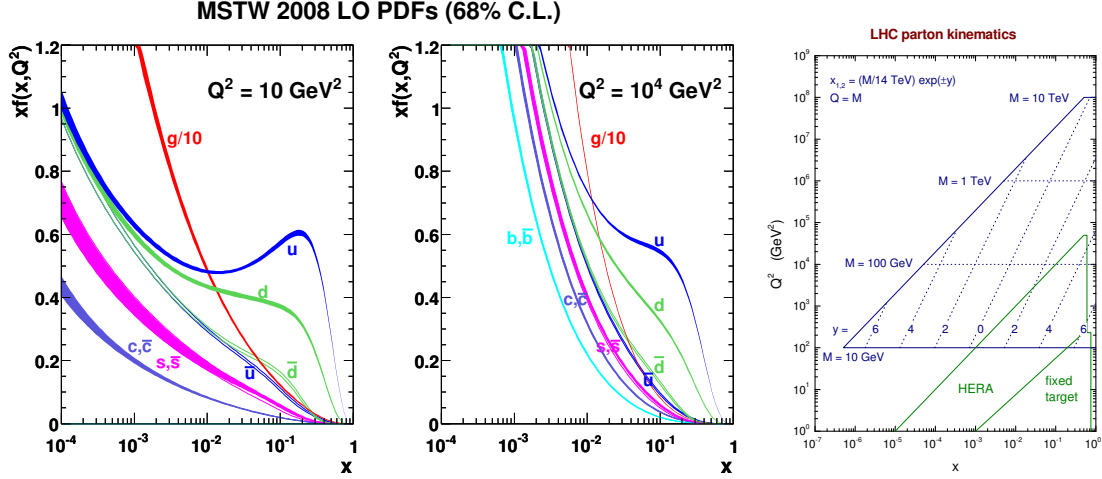 MSTW 2008 LO PDFs (68% C.L.)
xf(x,Q²)
1.2
1
0.8
0.6
0.4
0.2
0
Q² = 10 GeV²
g/10
u
d
c,c̅
s,s̅
u̅
d̅
10⁻⁴ 10⁻³ 10⁻² 10⁻¹ 1
x
xf(x,Q²)
1.2
1
0.8
0.6
0.4
0.2
0
Q² = 10⁴ GeV²
g/10
b,b̅
u
d
c,c̅
s,s̅
d̅
u̅
10⁻⁴ 10⁻³ 10⁻² 10⁻¹ 1
x
LHC parton kinematics
Q² (GeV²)
10⁹
10⁸
10⁷
10⁶
10⁵
10⁴
10³
10²
10¹
10⁰
x₁,₂ = (M/14 TeV) exp(±y)
Q = M
M = 10 TeV
M = 1 TeV
M = 100 GeV
y = 6 4 2 0 2 4 6
M = 10 GeV
HERA
fixed
target
10⁻⁷ 10⁻⁶ 10⁻⁵ 10⁻⁴ 10⁻³ 10⁻² 10⁻¹ 10⁰
x